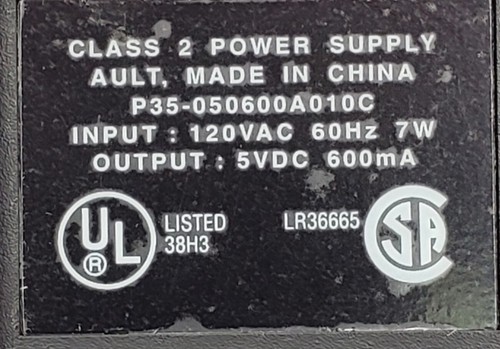 CLASS 2 POWER SUPPLY
AULT, MADE IN CHINA
P35-050600A010C
INPUT : 120VAC 60Hz 7W
OUTPUT : 5VDC 600mA
UL ® LISTED 38H3
LR36665 CSA